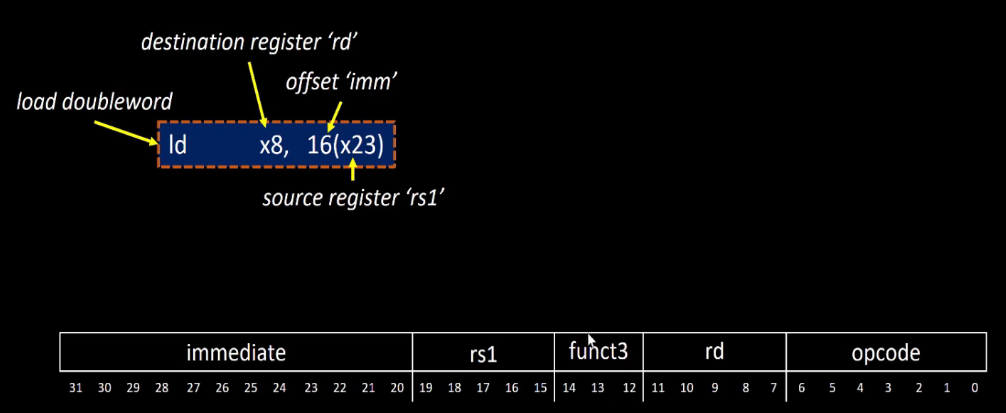 destination register ‘rd’
offset ‘imm’
load doubleword
ld x8, 16(x23)
source register ‘rs1’
immediate rs1 funct3 rd opcode
31 30 29 28 27 26 25 24 23 22 21 20 19 18 17 16 15 14 13 12 11 10 9 8 7 6 5 4 3 2 1 0